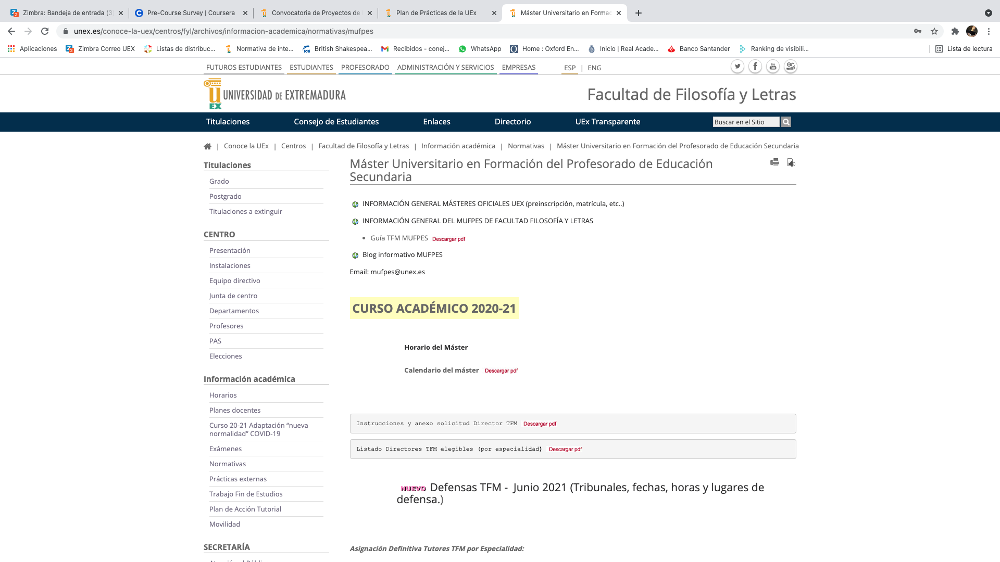 Zimbra: Bandeja de entrada (3)
Pre-Course Survey | Coursera
Convocatoria de Proyectos de
Plan de Prácticas de la UEx
Máster Universitario en Formac
unex.es/conoce-la-uex/centros/fyl/archivos/informacion-academica/normativas/mufpes
Aplicaciones
Zimbra Correo UEX
Listas de distribuc...
Normativa de inte...
British Shakespea...
Recibidos - conej...
WhatsApp
Home : Oxford En...
Inicio | Real Acade...
Banco Santander
Ranking de visibili...
Lista de lectura
FUTUROS ESTUDIANTES
ESTUDIANTES
PROFESORADO
ADMINISTRACIÓN Y SERVICIOS
EMPRESAS
ESP | ENG
UNIVERSIDAD DE EXTREMADURA
EX
Facultad de Filosofía y Letras
Titulaciones
Consejo de Estudiantes
Enlaces
Directorio
UEx Transparente
Buscar en el Sitio
| Conoce la UEx | Centros | Facultad de Filosofía y Letras | Información académica | Normativas | Máster Universitario en Formación del Profesorado de Educación Secundaria
Titulaciones
Grado
Postgrado
Titulaciones a extinguir
CENTRO
Presentación
Instalaciones
Equipo directivo
Junta de centro
Departamentos
Profesores
PAS
Elecciones
Información académica
Horarios
Planes docentes
Curso 20-21 Adaptación “nueva
normalidad” COVID-19
Exámenes
Normativas
Prácticas externas
Trabajo Fin de Estudios
Plan de Acción Tutorial
Movilidad
SECRETARÍA
Máster Universitario en Formación del Profesorado de Educación
Secundaria
INFORMACIÓN GENERAL MÁSTERES OFICIALES UEX (preinscripción, matrícula, etc..)
INFORMACIÓN GENERAL DEL MUFPES DE FACULTAD FILOSOFÍA Y LETRAS
• Guía TFM MUFPES Descargar pdf
Blog informativo MUFPES
Email: mufpes@unex.es
CURSO ACADÉMICO 2020-21
Horario del Máster
Calendario del máster Descargar pdf
Instrucciones y anexo solicitud Director TFM Descargar pdf
Listado Directores TFM elegibles (por especialidad) Descargar pdf
NUEVO Defensas TFM - Junio 2021 (Tribunales, fechas, horas y lugares de
defensa.)
Asignación Definitiva Tutores TFM por Especialidad: